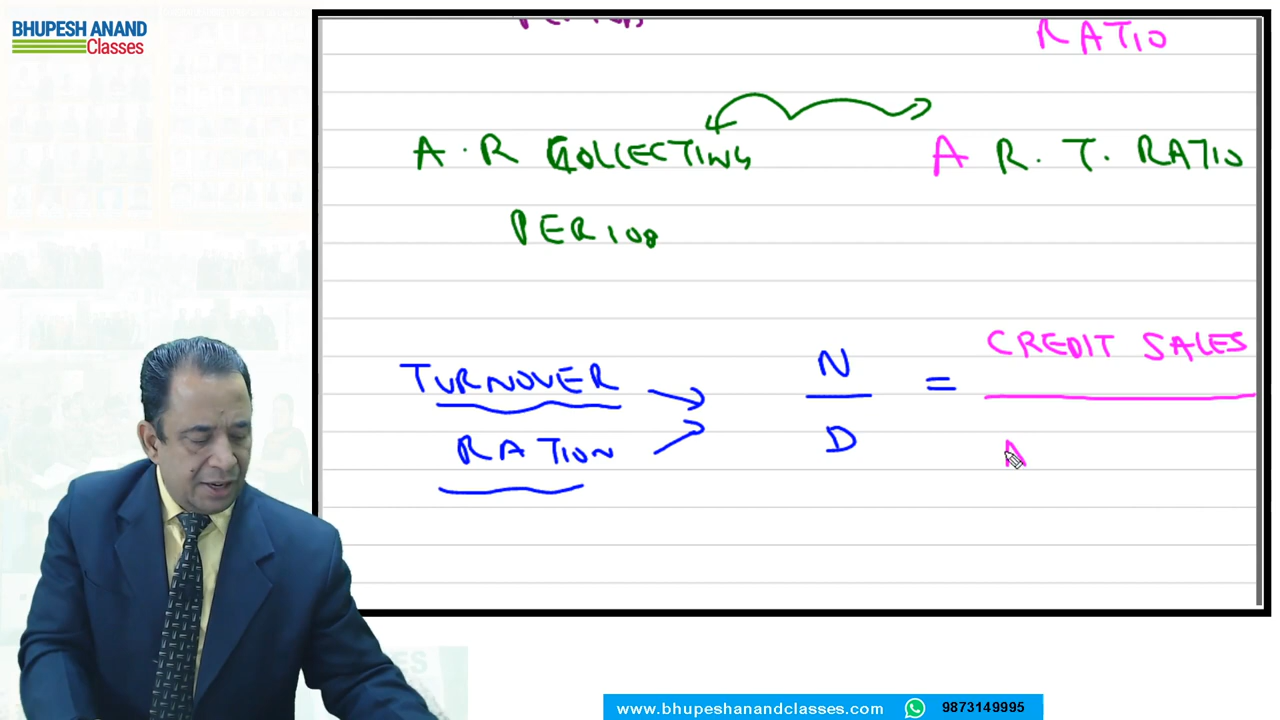 BHUPESH ANAND
Classes
RATIO
A.R COLLECTING
PERIOD
A R. T. RATIO
TURNOVER
RATION
N
D
=
CREDIT SALES
A
www.bhupeshanandclasses.com
9873149995